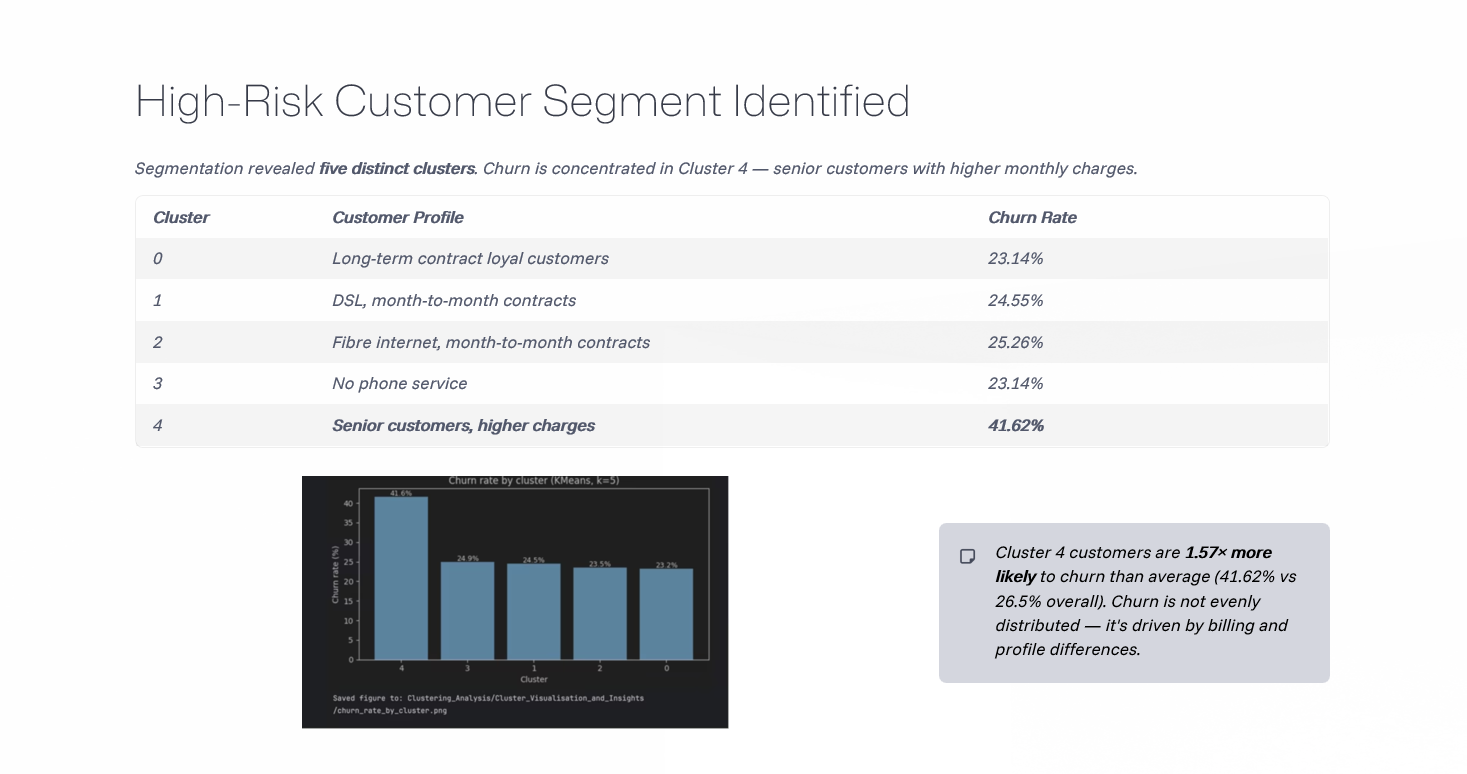 High-Risk Customer Segment Identified
Segmentation revealed five distinct clusters. Churn is concentrated in Cluster 4 — senior customers with higher monthly charges.
Cluster Customer Profile Churn Rate
0 Long-term contract loyal customers 23.14%
1 DSL, month-to-month contracts 24.55%
2 Fibre internet, month-to-month contracts 25.26%
3 No phone service 23.14%
4 Senior customers, higher charges 41.62%
Churn rate by cluster (KMeans, k=5)
Churn rate (%)
40
35
30
25
20
15
10
5
0
41.6%
24.9%
24.5%
23.5%
23.2%
4 3 1 2 0
Cluster
Saved figure to: Clustering_Analysis/Cluster_Visualisation_and_Insights
/churn_rate_by_cluster.png
Cluster 4 customers are 1.57× more
likely to churn than average (41.62% vs
26.5% overall). Churn is not evenly
distributed — it's driven by billing and
profile differences.